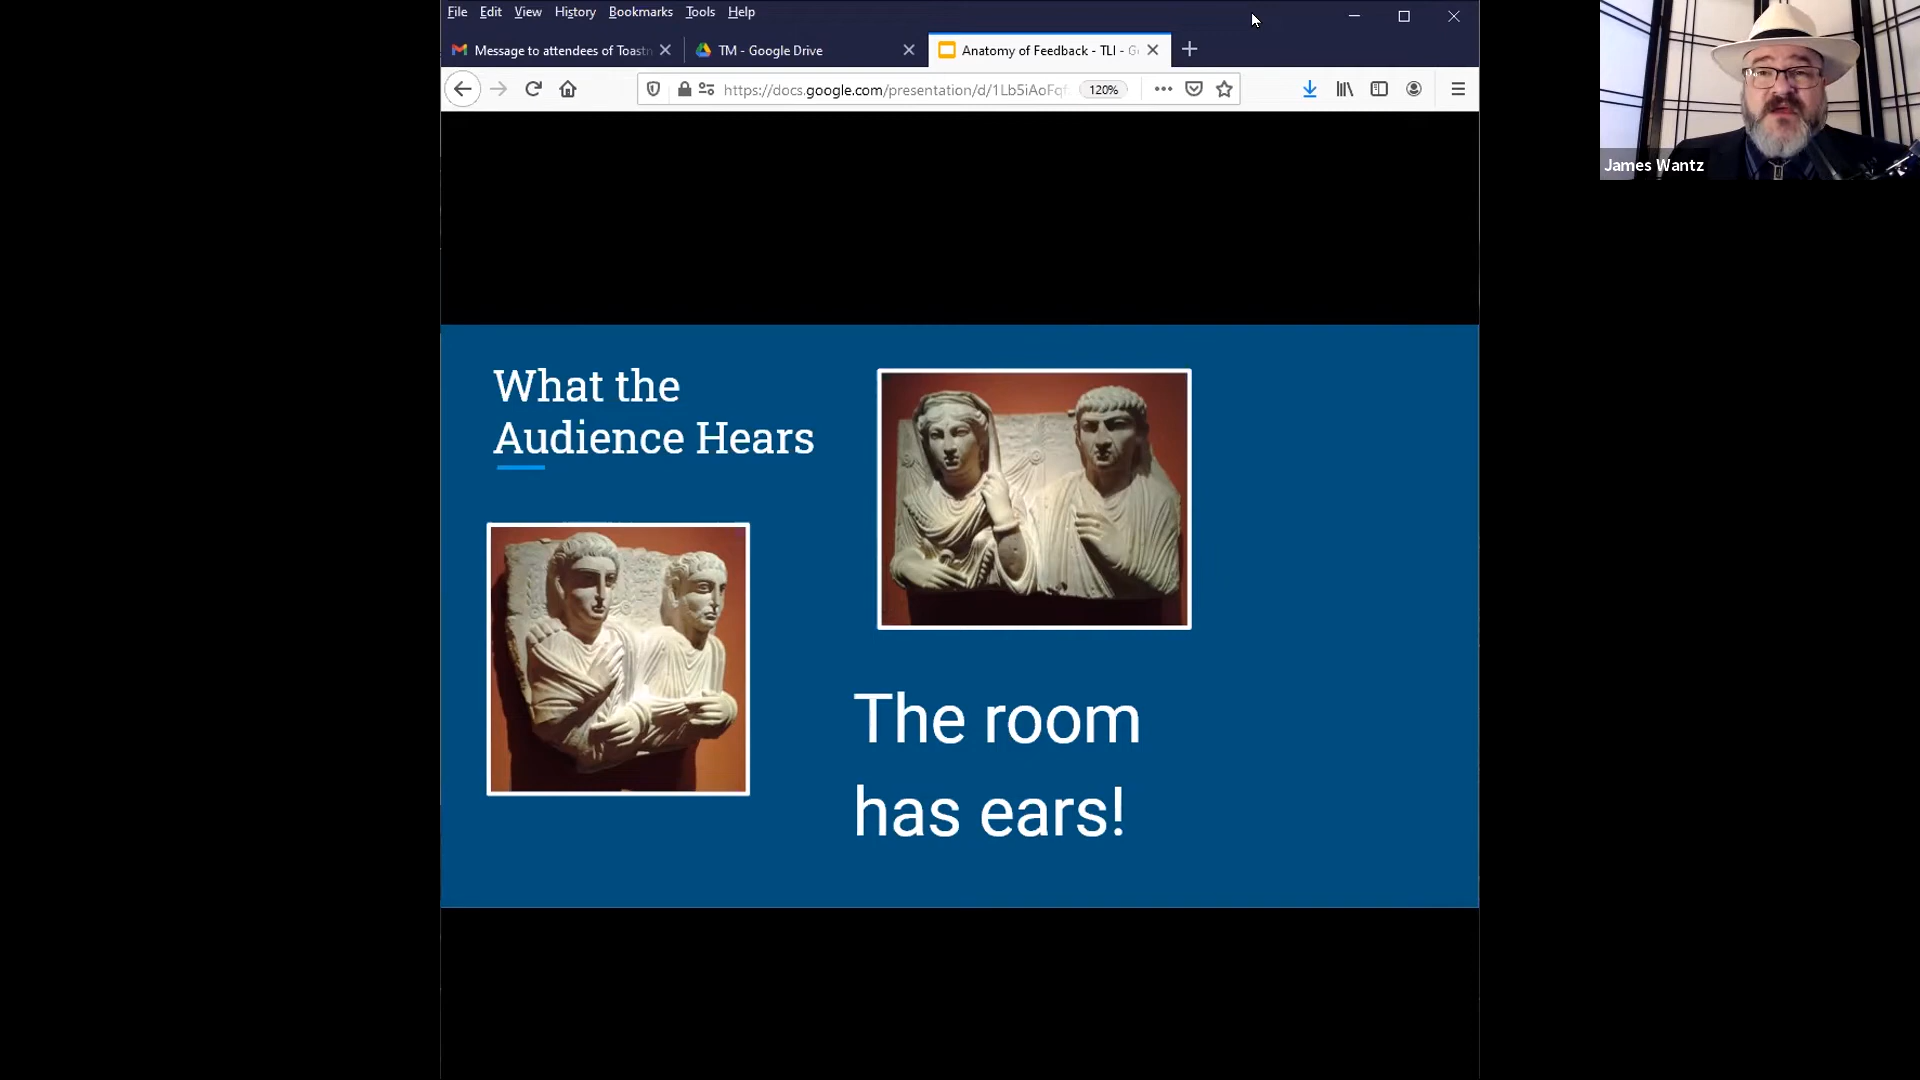 File Edit View History Bookmarks Tools Help
Message to attendees of Toastm
TM - Google Drive
Anatomy of Feedback - TLI - G
https://docs.google.com/presentation/d/1Lb5iAoFqf
120%
James Wantz
What the
Audience Hears
The room
has ears!